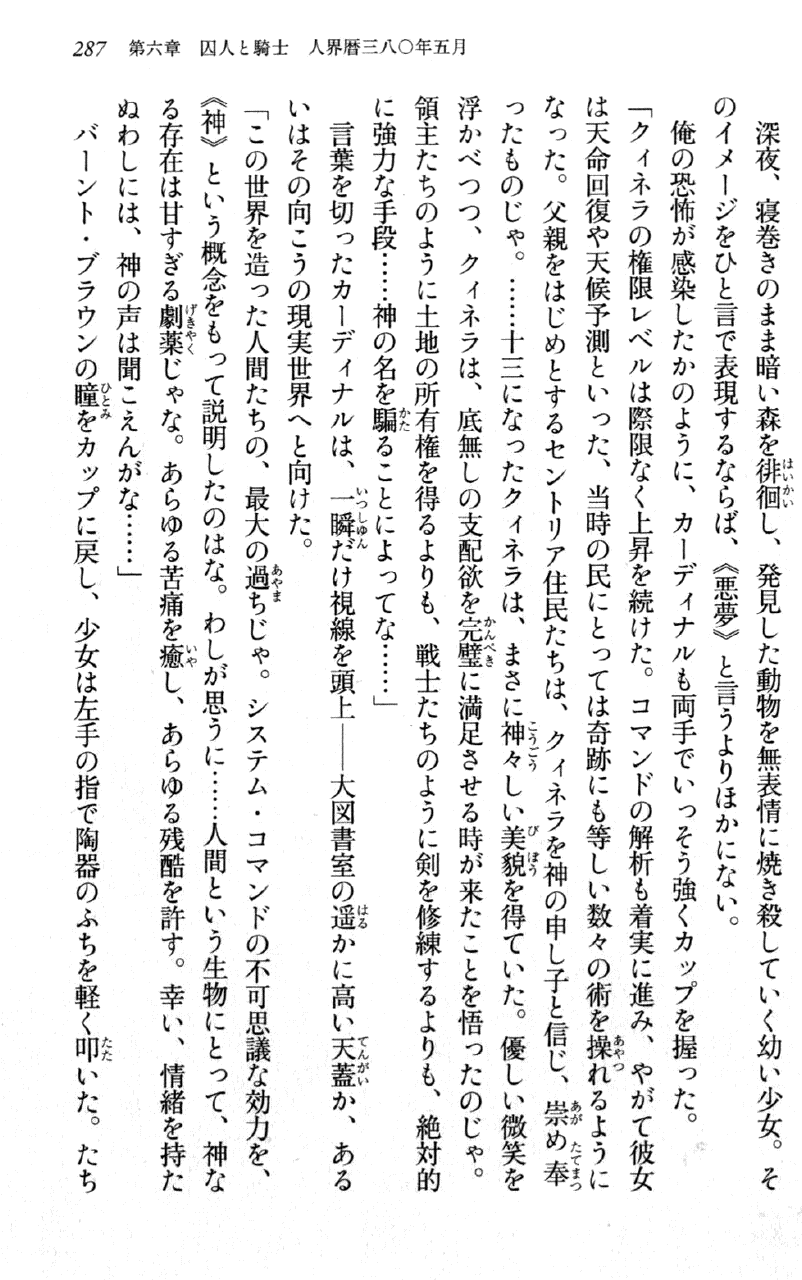 287　第六章　囚人と騎士　人界暦三八〇年五月
　深夜、寝巻きのまま暗い森を徘徊し、発見した動物を無表情に焼き殺していく幼い少女。そ
のイメージをひと言で表現するならば、《悪夢》と言うよりほかにない。
　俺の恐怖が感染したかのように、カーディナルも両手でいっそう強くカップを握った。
「クィネラの権限レベルは際限なく上昇を続けた。コマンドの解析も着実に進み、やがて彼女
は天命回復や天候予測といった、当時の民にとっては奇跡にも等しい数々の術を操れるように
なった。父親をはじめとするセントリア住民たちは、クィネラを神の申し子と信じ、崇め奉
ったものじゃ。……十三になったクィネラは、まさに神々しい美貌を得ていた。優しい微笑を
浮かべつつ、クィネラは、底無しの支配欲を完璧に満足させる時が来たことを悟ったのじゃ。
領主たちのように土地の所有権を得るよりも、戦士たちのように剣を修練するよりも、絶対的
に強力な手段……神の名を騙ることによってな……」
　言葉を切ったカーディナルは、一瞬だけ視線を頭上――大図書室の遥かに高い天蓋か、ある
いはその向こうの現実世界へと向けた。
「この世界を造った人間たちの、最大の過ちじゃ。システム・コマンドの不可思議な効力を、
《神》という概念をもって説明したのはな。わしが思うに……人間という生物にとって、神な
る存在は甘すぎる劇薬じゃな。あらゆる苦痛を癒し、あらゆる残酷を許す。幸い、情緒を持た
ぬわしには、神の声は聞こえんがな……」
　バーント・ブラウンの瞳をカップに戻し、少女は左手の指で陶器のふちを軽く叩いた。たち